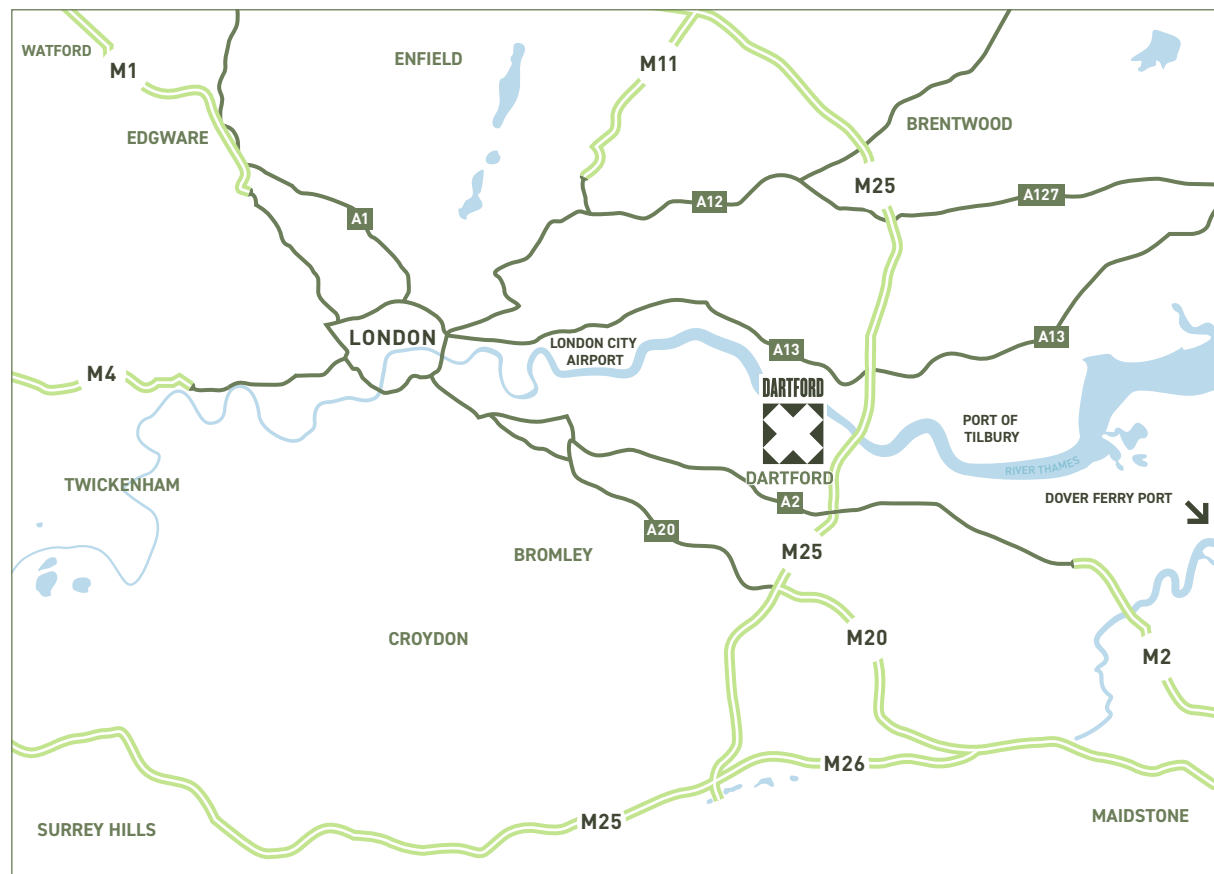 WATFORD
ENFIELD
M1
M11
EDGWARE
BRENTWOOD
M25
A1
A12
A127
LONDON
LONDON CITY
AIRPORT
A13
A13
M4
DARTFORD
PORT OF
TILBURY
RIVER THAMES
TWICKENHAM
DARTFORD
A2
DOVER FERRY PORT
A20
BROMLEY
M25
CROYDON
M20
M2
M26
SURREY HILLS
M25
MAIDSTONE